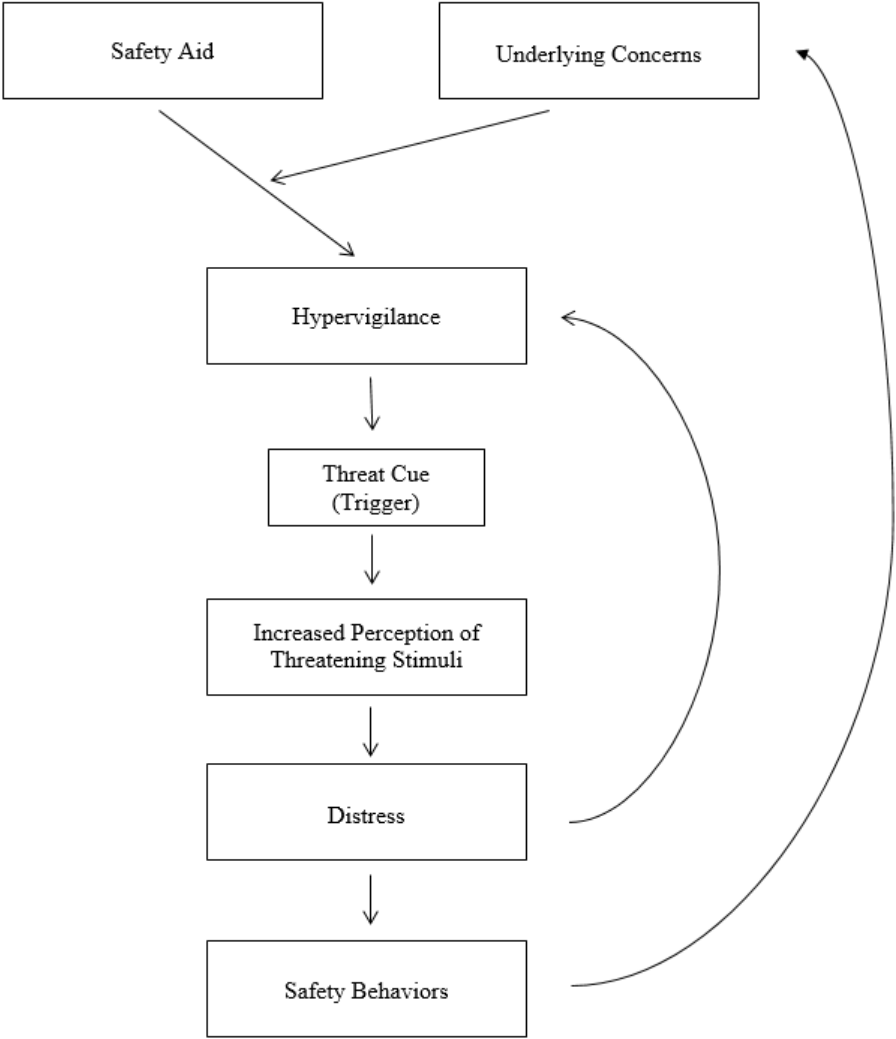 Safety Aid
Underlying Concerns
Hypervigilance
Threat Cue
(Trigger)
Increased Perception of
Threatening Stimuli
Distress
Safety Behaviors